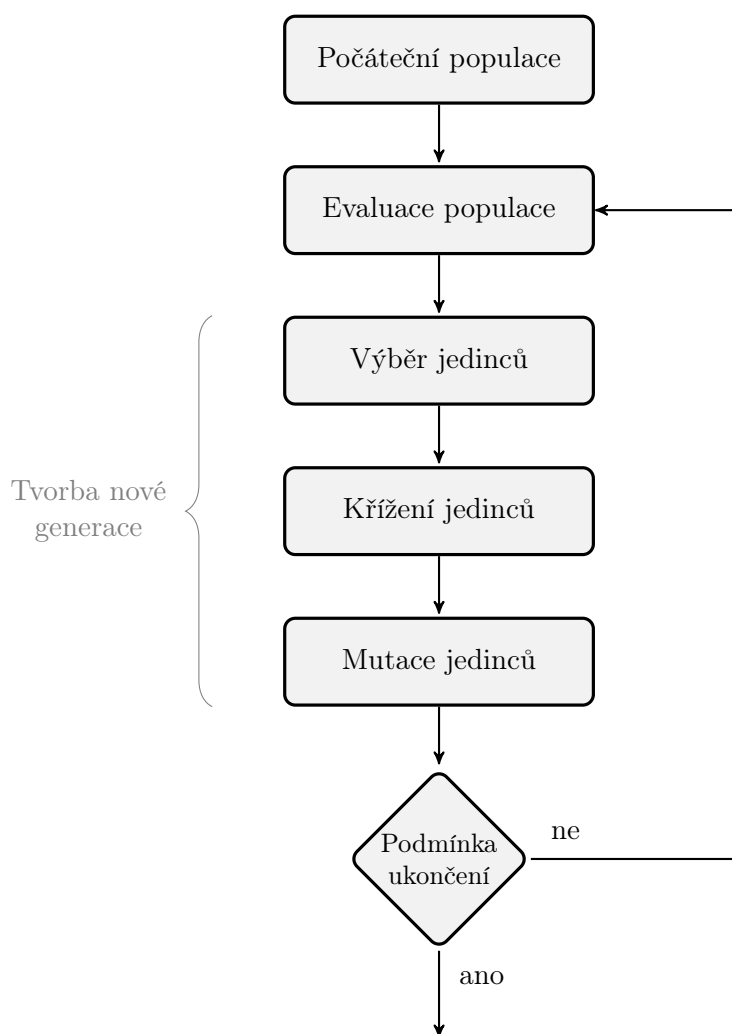 Počáteční populace
Evaluace populace
Výběr jedinců
Tvorba nové
generace
Křížení jedinců
Mutace jedinců
Podmínka
ukončení
ne
ano